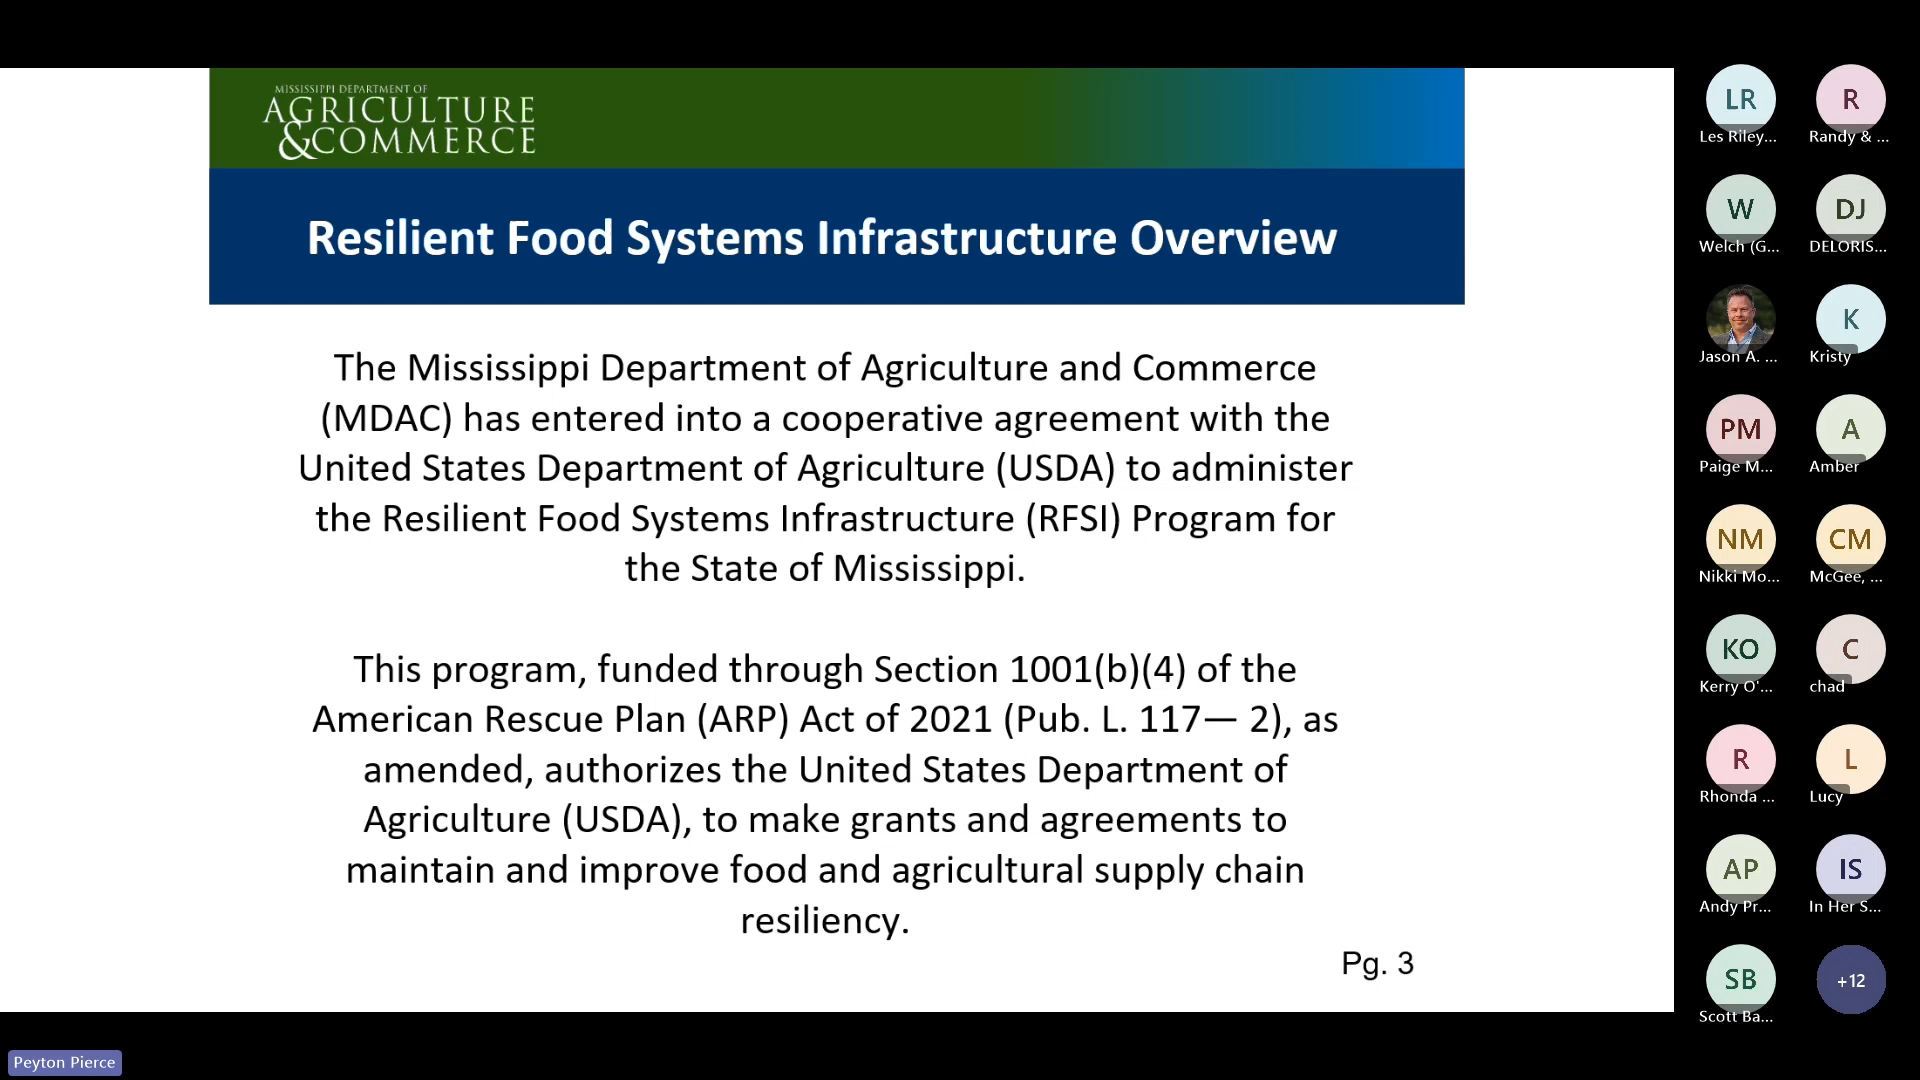 MISSISSIPPI DEPARTMENT OF
AGRICULTURE
&COMMERCE
Resilient Food Systems Infrastructure Overview
The Mississippi Department of Agriculture and Commerce
(MDAC) has entered into a cooperative agreement with the
United States Department of Agriculture (USDA) to administer
the Resilient Food Systems Infrastructure (RFSI) Program for
the State of Mississippi.
This program, funded through Section 1001(b)(4) of the
American Rescue Plan (ARP) Act of 2021 (Pub. L. 117— 2), as
amended, authorizes the United States Department of
Agriculture (USDA), to make grants and agreements to
maintain and improve food and agricultural supply chain
resiliency.
Pg. 3
LR
Les Riley...
R
Randy & ...
W
Welch (G...
DJ
DELORIS...
Jason A. ...
K
Kristy
PM
Paige M...
A
Amber
NM
Nikki Mo...
CM
McGee, ...
KO
Kerry O'...
C
chad
R
Rhonda ...
L
Lucy
AP
Andy Pr...
IS
In Her S...
SB
Scott Ba...
+12
Peyton Pierce